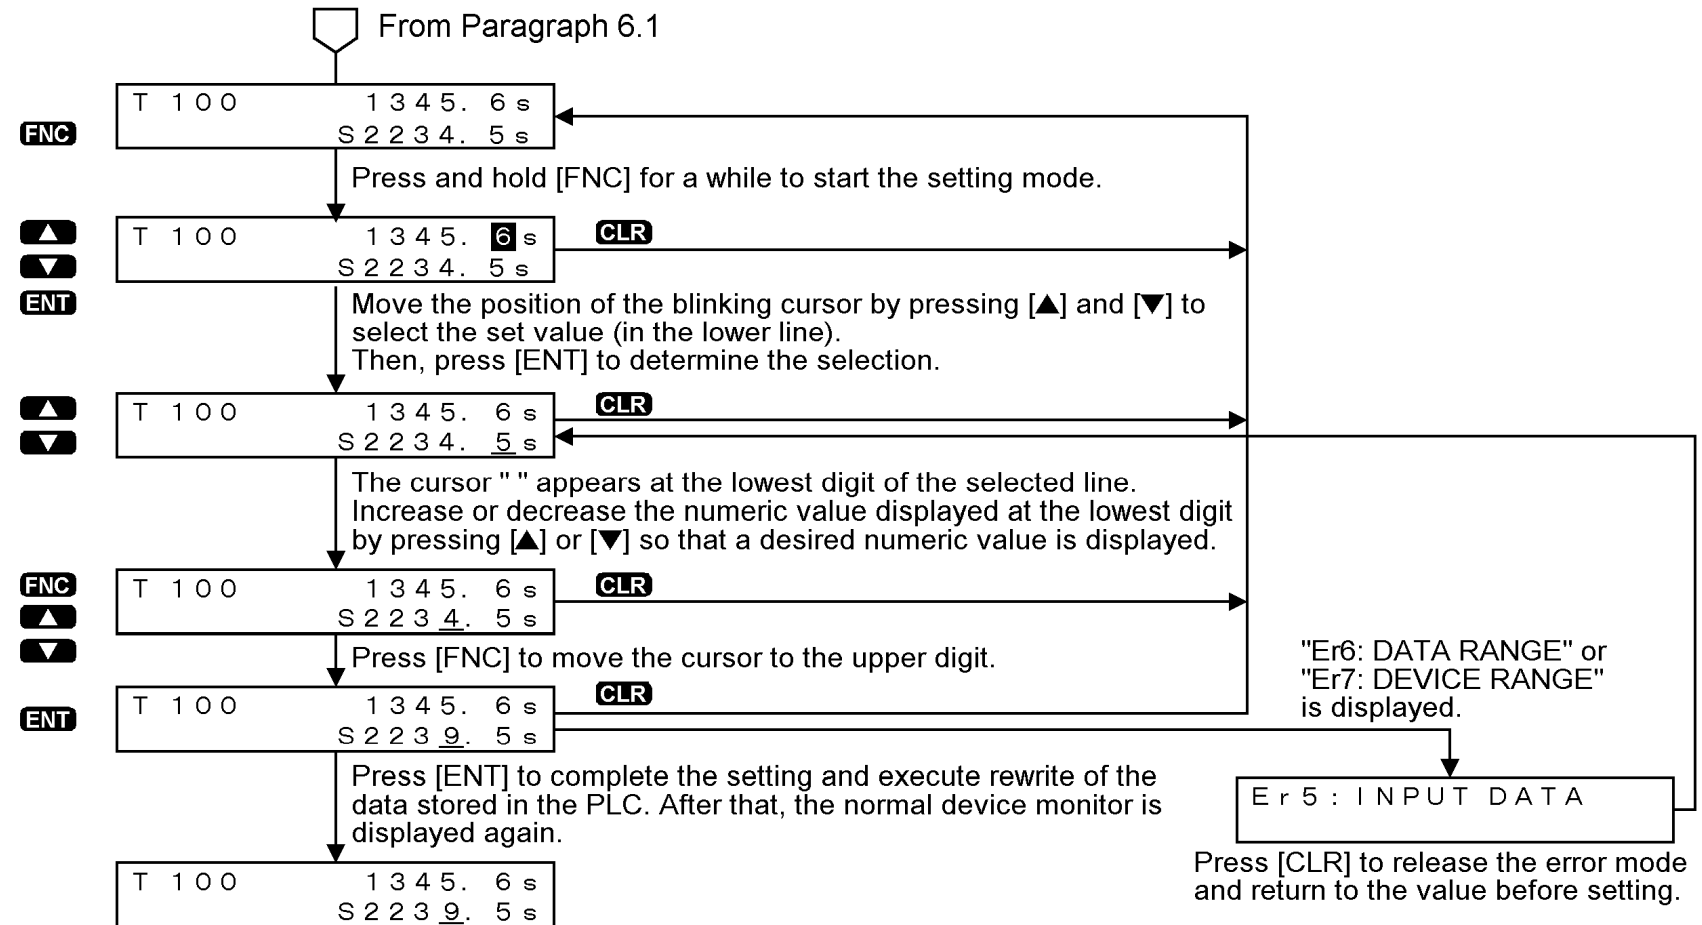 From Paragraph 6.1
T 100 1345. 6s
FNC
S2234. 5s
Press and hold [FNC] for a while to start the setting mode.
▲
T 100 1345. 6s
CLR
▼
S2234. 5s
ENT
Move the position of the blinking cursor by pressing [▲] and [▼] to
select the set value (in the lower line).
Then, press [ENT] to determine the selection.
▲
T 100 1345. 6s
CLR
▼
S2234. 5s
The cursor " " appears at the lowest digit of the selected line.
Increase or decrease the numeric value displayed at the lowest digit
by pressing [▲] or [▼] so that a desired numeric value is displayed.
FNC
T 100 1345. 6s
CLR
▲
S2234. 5s
▼
Press [FNC] to move the cursor to the upper digit.
T 100 1345. 6s
CLR
ENT
S2239. 5s
"Er6: DATA RANGE" or
"Er7: DEVICE RANGE"
is displayed.
Press [ENT] to complete the setting and execute rewrite of the
data stored in the PLC. After that, the normal device monitor is
displayed again.
Er5:INPUT DATA
Press [CLR] to release the error mode
and return to the value before setting.
T 100 1345. 6s
S2239. 5s